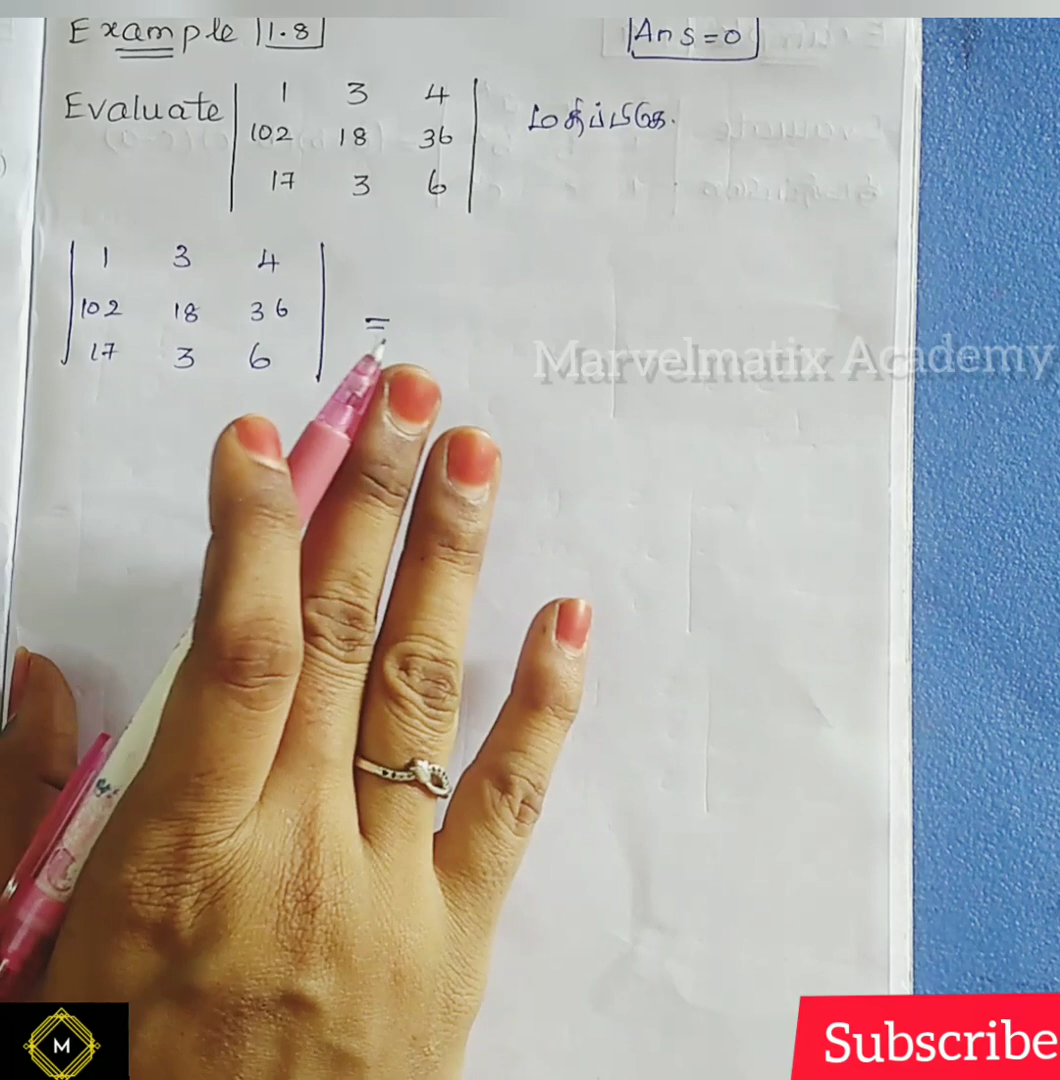 Example 11.8
Ans = 0
Evaluate | 1 3 4 | மதிப்பிடுக.
| 102 18 36 |
| 17 3 6 |
| 1 3 4 |
| 102 18 36 | =
| 17 3 6 |
Marvelmatix Academy
M
Subscribe